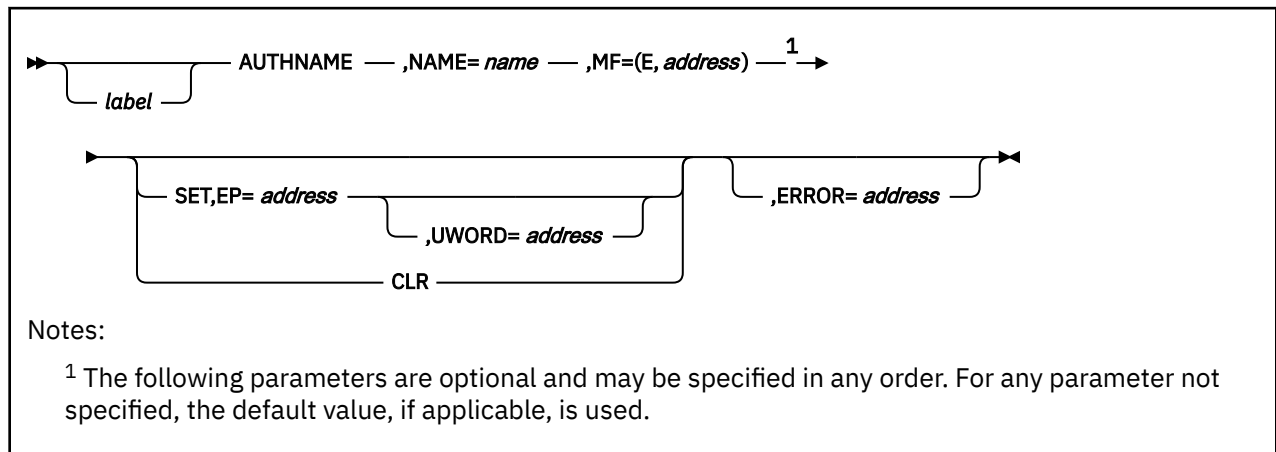 AUTHNAME ,NAME= name ,MF=(E, address) 1
label
SET,EP= address ,ERROR= address
,UWORD= address
CLR
Notes:
1 The following parameters are optional and may be specified in any order. For any parameter not
specified, the default value, if applicable, is used.